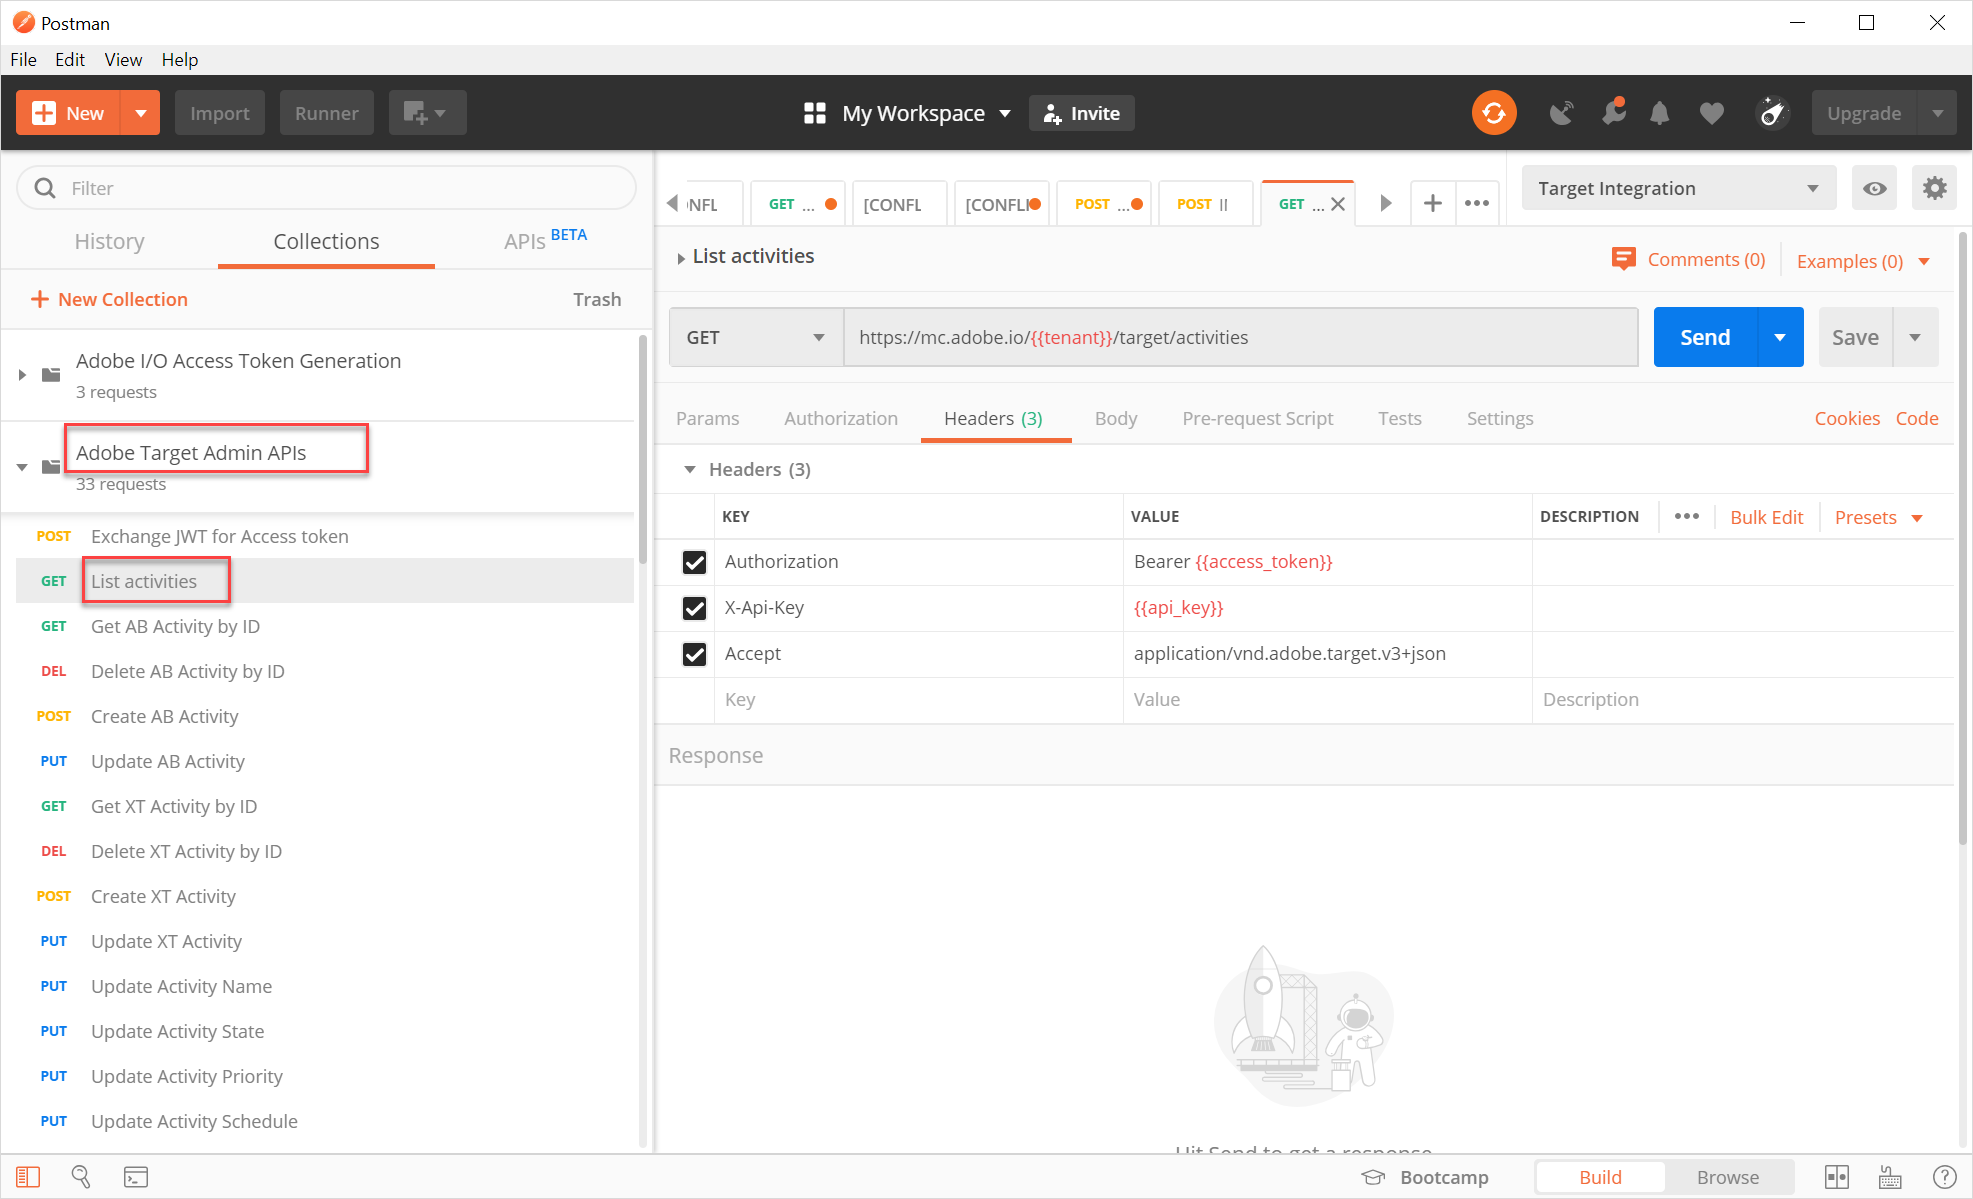 Postman
File Edit View Help
New Import Runner My Workspace Invite Upgrade
Filter
History Collections APIs BETA
New Collection Trash
Adobe I/O Access Token Generation
3 requests
Adobe Target Admin APIs
33 requests
POST Exchange JWT for Access token
GET List activities
GET Get AB Activity by ID
DEL Delete AB Activity by ID
POST Create AB Activity
PUT Update AB Activity
GET Get XT Activity by ID
DEL Delete XT Activity by ID
POST Create XT Activity
PUT Update XT Activity
PUT Update Activity Name
PUT Update Activity State
PUT Update Activity Priority
PUT Update Activity Schedule
GET ... [CONFL [CONFLI POST ... POST GET ... Target Integration
List activities Comments (0) Examples (0)
GET https://mc.adobe.io/{{tenant}}/target/activities Send Save
Params Authorization Headers (3) Body Pre-request Script Tests Settings Cookies Code
Headers (3)
KEY VALUE DESCRIPTION Bulk Edit Presets
Authorization Bearer {{access_token}}
X-Api-Key {{api_key}}
Accept application/vnd.adobe.target.v3+json
Key Value Description
Response
Hit Send to get a response
Bootcamp Build Browse